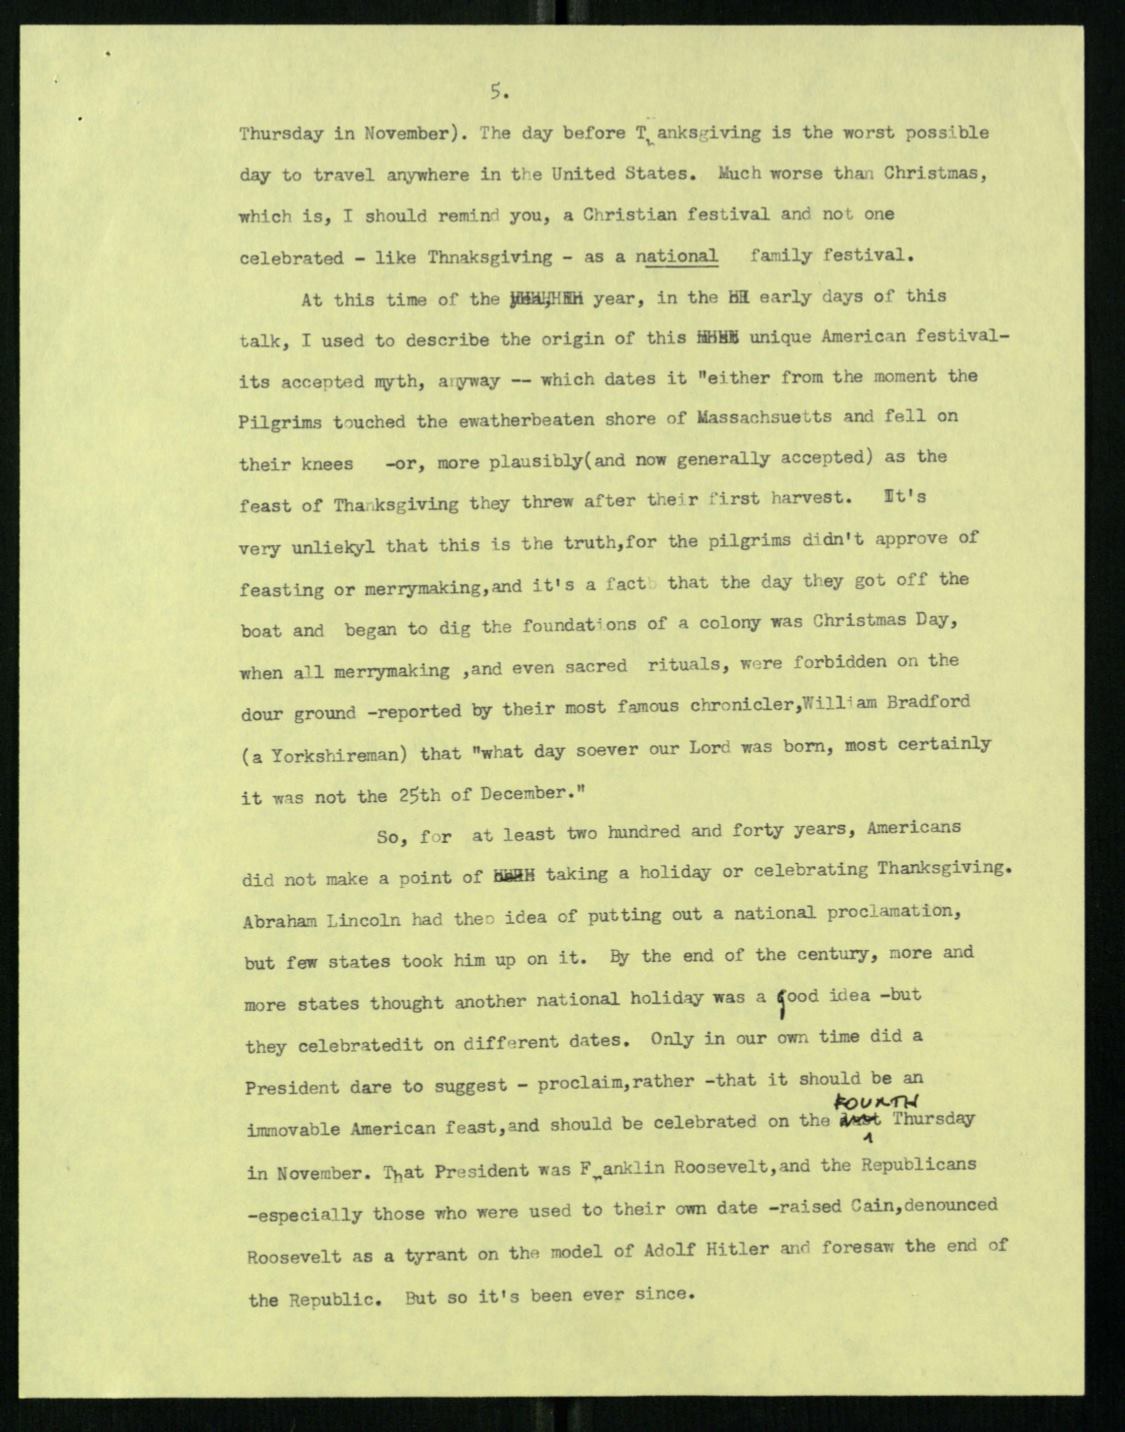 5.
Thursday in November). The day before Thanksgiving is the worst possible
day to travel anywhere in the United States. Much worse than Christmas,
which is, I should remind you, a Christian festival and not one
celebrated - like Thnaksgiving - as a national family festival.
At this time of the year, in the early days of this
talk, I used to describe the origin of this unique American festival-
its accepted myth, anyway -- which dates it "either from the moment the
Pilgrims touched the ewatherbeaten shore of Massachsuetts and fell on
their knees -or, more plausibly(and now generally accepted) as the
feast of Thanksgiving they threw after their first harvest. It's
very unliekyl that this is the truth,for the pilgrims didn't approve of
feasting or merrymaking,and it's a fact that the day they got off the
boat and began to dig the foundations of a colony was Christmas Day,
when all merrymaking ,and even sacred rituals, were forbidden on the
dour ground -reported by their most famous chronicler,William Bradford
(a Yorkshireman) that "what day soever our Lord was born, most certainly
it was not the 25th of December."
So, for at least two hundred and forty years, Americans
did not make a point of taking a holiday or celebrating Thanksgiving.
Abraham Lincoln had theo idea of putting out a national proclamation,
but few states took him up on it. By the end of the century, more and
more states thought another national holiday was a good idea -but
they celebratedit on different dates. Only in our own time did a
President dare to suggest - proclaim,rather -that it should be an
immovable American feast,and should be celebrated on the FOURTH Thursday
in November. That President was Franklin Roosevelt,and the Republicans
-especially those who were used to their own date -raised Cain,denounced
Roosevelt as a tyrant on the model of Adolf Hitler and foresaw the end of
the Republic. But so it's been ever since.